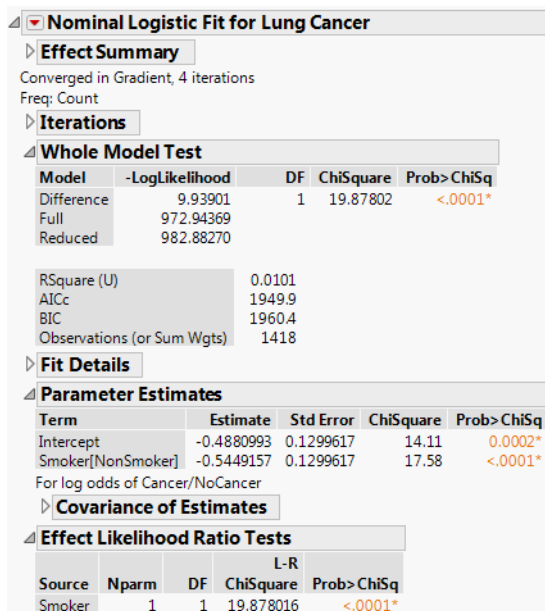 Nominal Logistic Fit for Lung Cancer
Effect Summary
Converged in Gradient, 4 iterations
Freq: Count
Iterations
Whole Model Test
Model -LogLikelihood DF ChiSquare Prob>ChiSq
Difference 9.93901 1 19.87802 <.0001*
Full 972.94369
Reduced 982.88270
RSquare (U) 0.0101
AICc 1949.9
BIC 1960.4
Observations (or Sum Wgts) 1418
Fit Details
Parameter Estimates
Term Estimate Std Error ChiSquare Prob>ChiSq
Intercept -0.4880993 0.1299617 14.11 0.0002*
Smoker[NonSmoker] -0.5449157 0.1299617 17.58 <.0001*
For log odds of Cancer/NoCancer
Covariance of Estimates
Effect Likelihood Ratio Tests
L-R
Source Nparm DF ChiSquare Prob>ChiSq
Smoker 1 1 19.878016 <.0001*